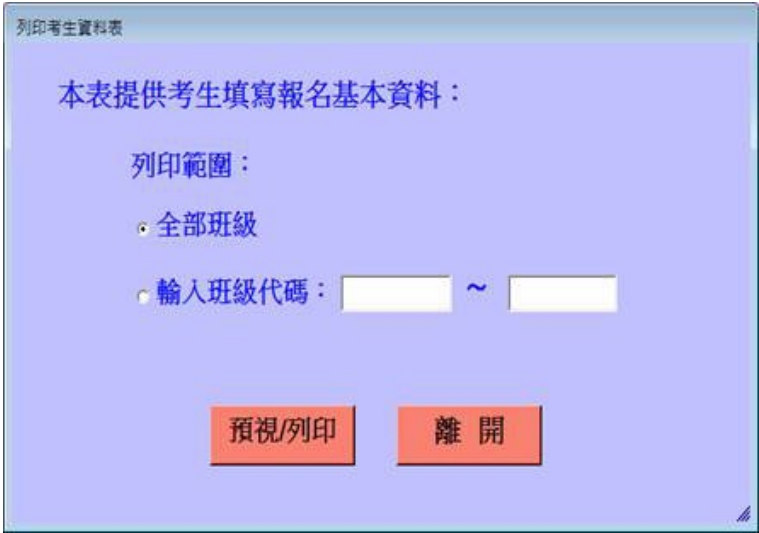 列印考生資料表
本表提供考生填寫報名基本資料：
列印範圍：
全部班級
輸入班級代碼： ~
預視/列印 離 開